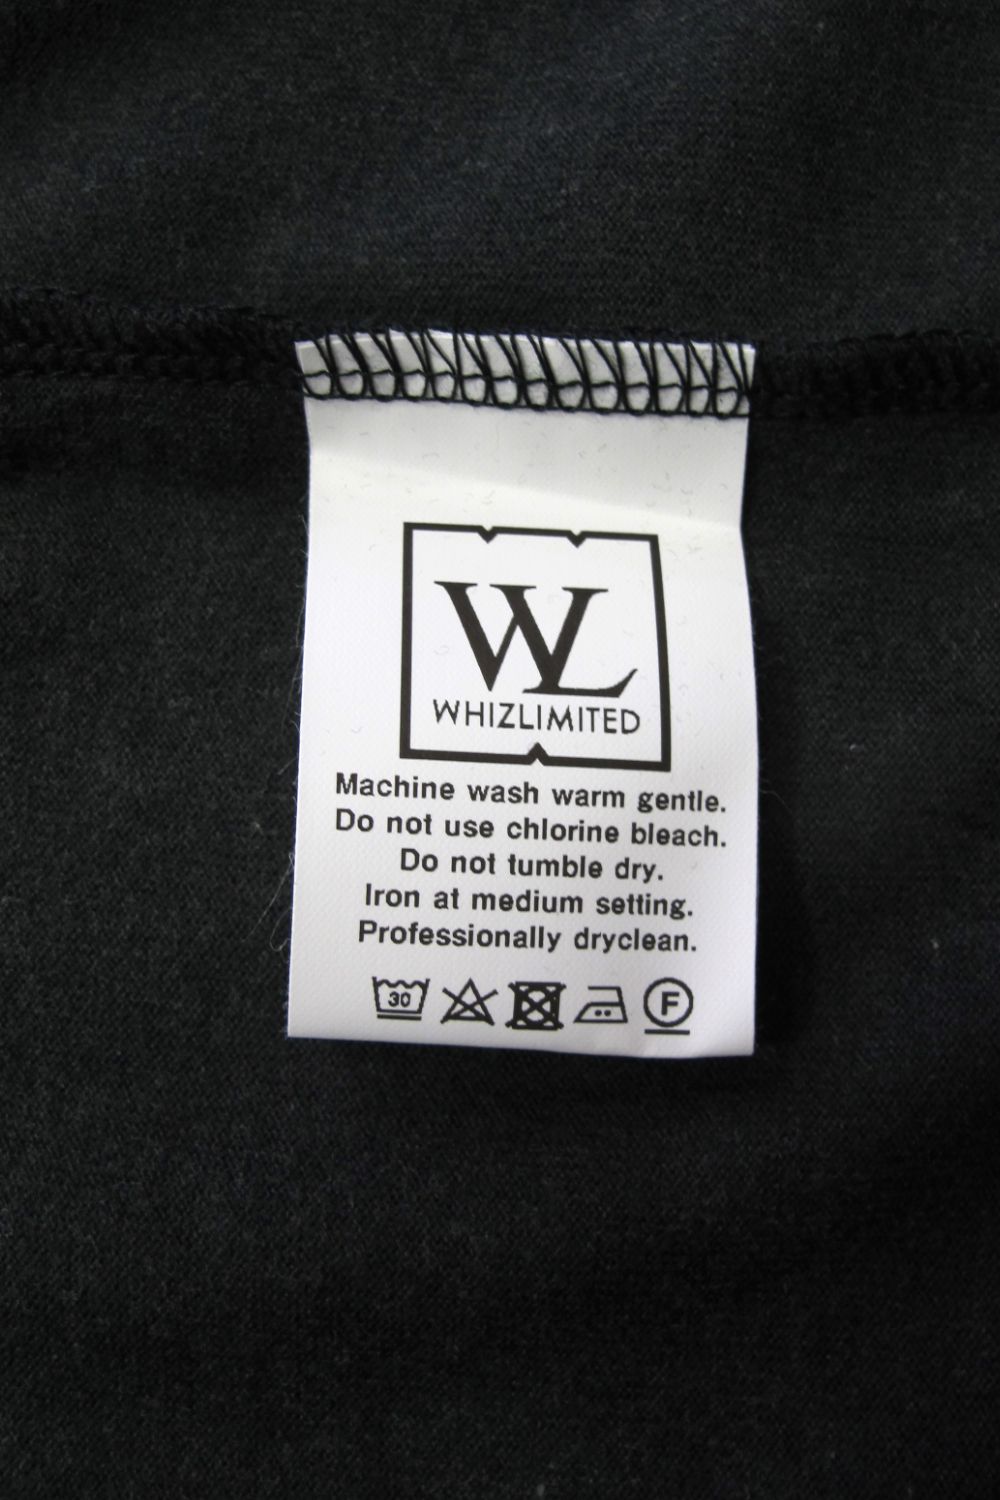 WL
WHIZLIMITED
Machine wash warm gentle.
Do not use chlorine bleach.
Do not tumble dry.
Iron at medium setting.
Professionally dryclean.
30 F